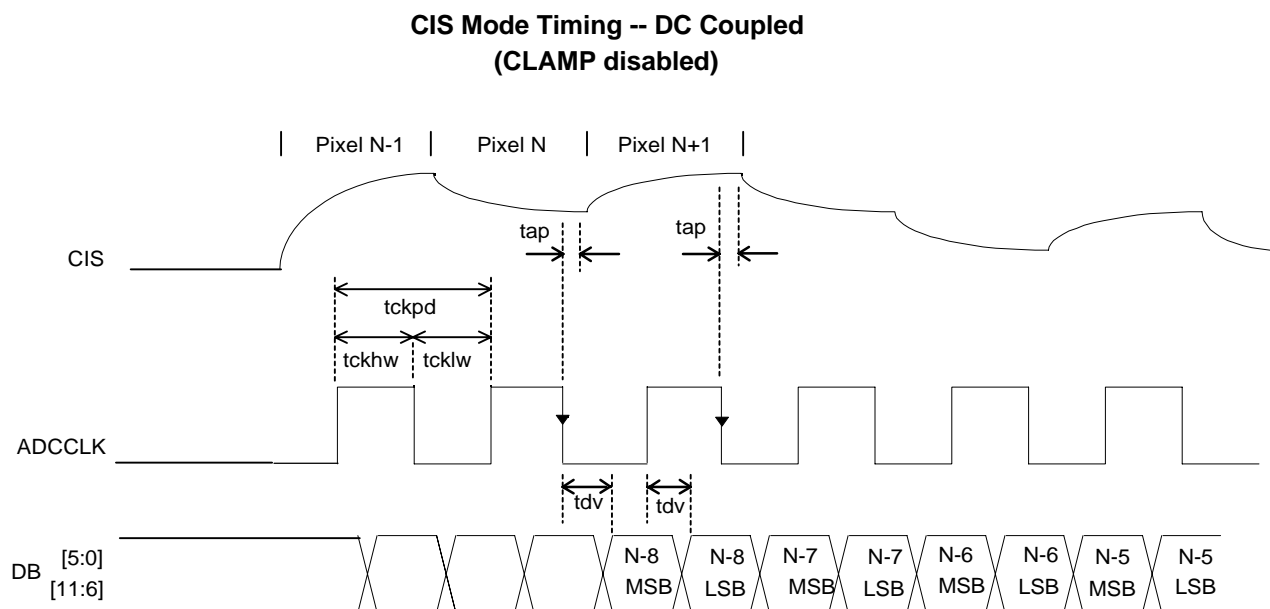 CIS Mode Timing -- DC Coupled
(CLAMP disabled)
Pixel N-1 Pixel N Pixel N+1
tap tap
CIS
tckpd
tckhw tcklw
ADCCLK
tdv tdv
DB [5:0] N-8 N-8 N-7 N-7 N-6 N-6 N-5 N-5
[11:6] MSB LSB MSB LSB MSB LSB MSB LSB